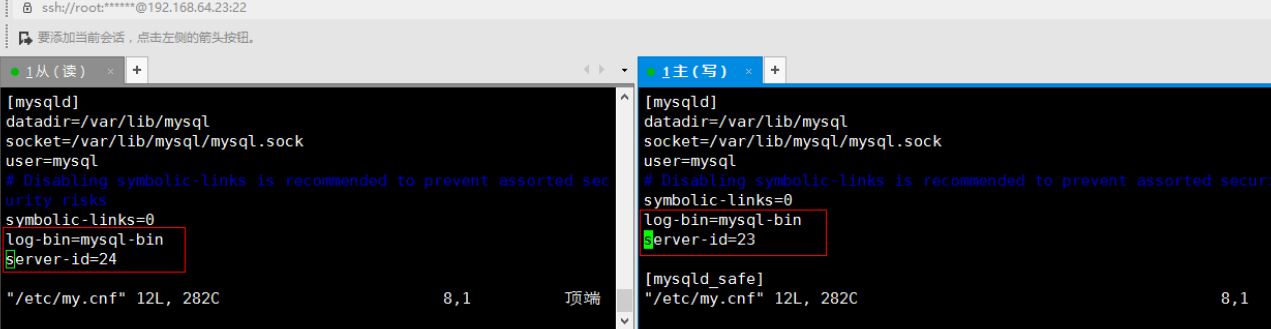 ssh://root:******@192.168.64.23:22
要添加当前会话，点击左侧的箭头按钮。
1从(读) × +
[mysqld]
datadir=/var/lib/mysql
socket=/var/lib/mysql/mysql.sock
user=mysql
# Disabling symbolic-links is recommended to prevent assorted sec
urity risks
symbolic-links=0
log-bin=mysql-bin
server-id=24
"/etc/my.cnf" 12L, 282C 8,1 顶端
1主(写) × +
[mysqld]
datadir=/var/lib/mysql
socket=/var/lib/mysql/mysql.sock
user=mysql
# Disabling symbolic-links is recommended to prevent assorted securi
symbolic-links=0
log-bin=mysql-bin
server-id=23
[mysqld_safe]
"/etc/my.cnf" 12L, 282C 8,1